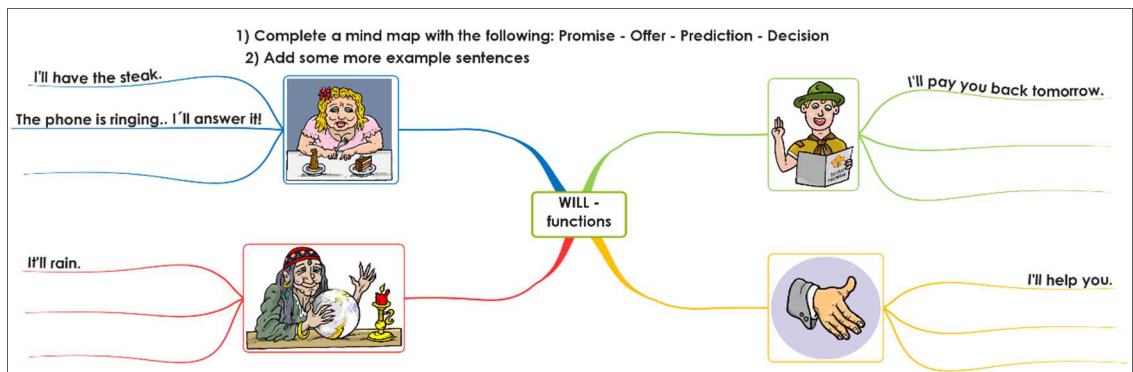 1) Complete a mind map with the following: Promise - Offer - Prediction - Decision
2) Add some more example sentences
I'll have the steak.
The phone is ringing.. I´ll answer it!
I'll pay you back tomorrow.
WILL -
functions
It'll rain.
I'll help you.